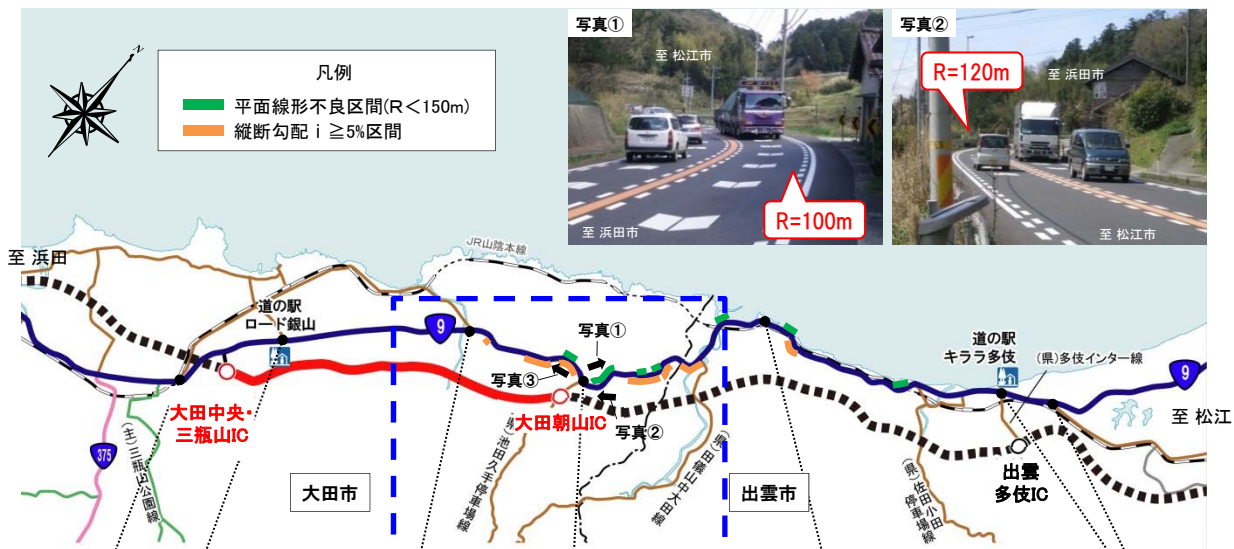 凡例
平面線形不良区間(R<150m)
縦断勾配 i ≧5%区間
N
写真①
至 松江市
至 浜田市
R=100m
写真②
R=120m
至 浜田市
至 松江市
至 浜田
JR山陰本線
道の駅
ロード銀山
9
写真①
写真③
写真②
大田中央・
三瓶山IC
大田朝山IC
道の駅
キララ多伎
(県)多伎インター線
9
至 松江
出雲
多伎IC
375
(主)三瓶山公園線
大田市
(県)池田久手停車場線
(県)田儀山中大田線
出雲市
(県)佐田小田
停車場線